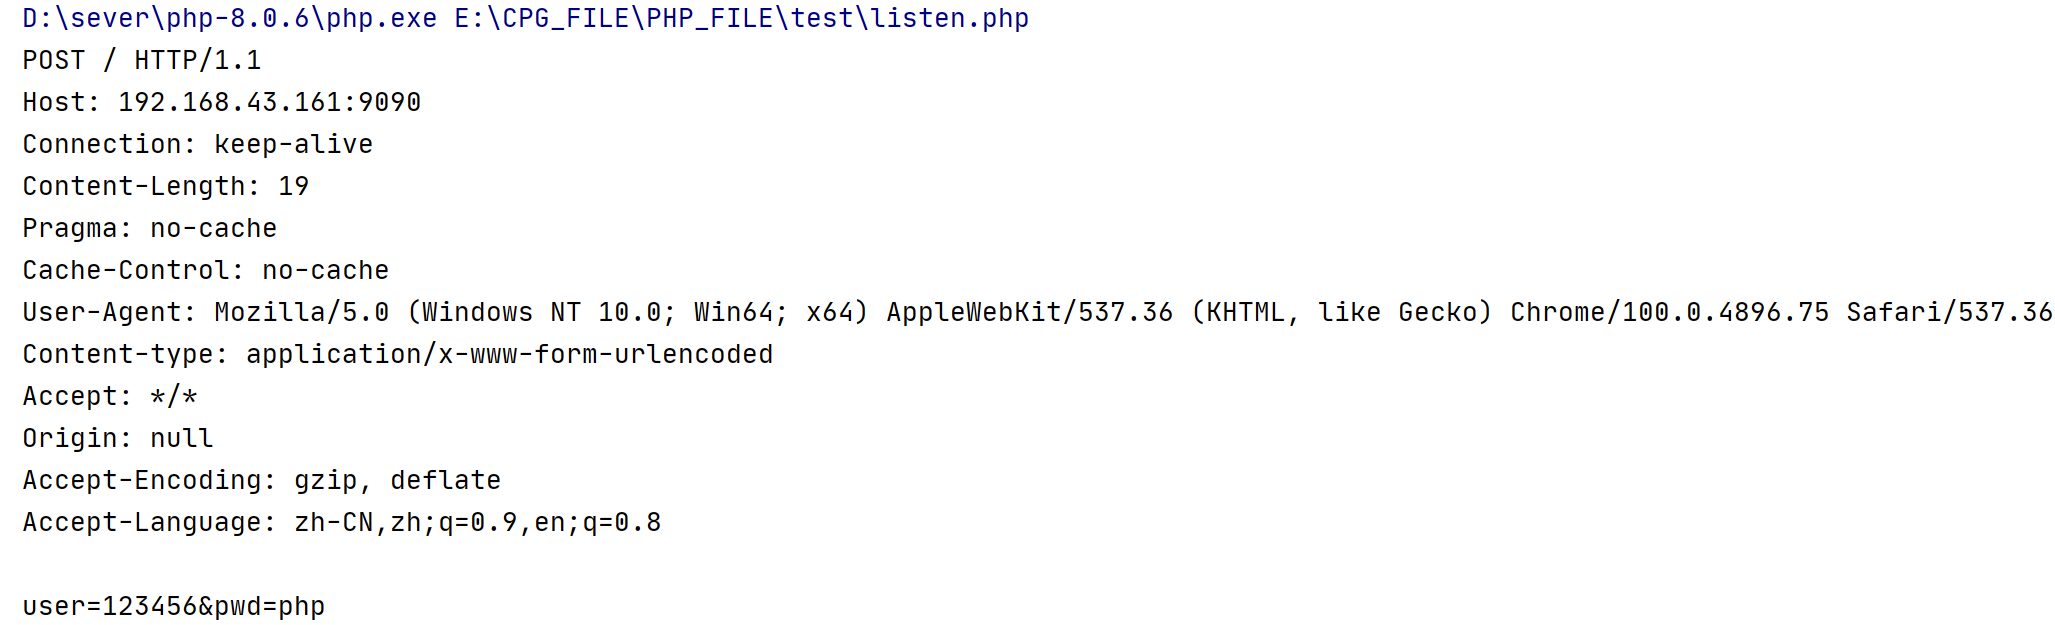 D:\sever\php-8.0.6\php.exe E:\CPG_FILE\PHP_FILE\test\listen.php
POST / HTTP/1.1
Host: 192.168.43.161:9090
Connection: keep-alive
Content-Length: 19
Pragma: no-cache
Cache-Control: no-cache
User-Agent: Mozilla/5.0 (Windows NT 10.0; Win64; x64) AppleWebKit/537.36 (KHTML, like Gecko) Chrome/100.0.4896.75 Safari/537.36
Content-type: application/x-www-form-urlencoded
Accept: */*
Origin: null
Accept-Encoding: gzip, deflate
Accept-Language: zh-CN,zh;q=0.9,en;q=0.8

user=123456&pwd=php